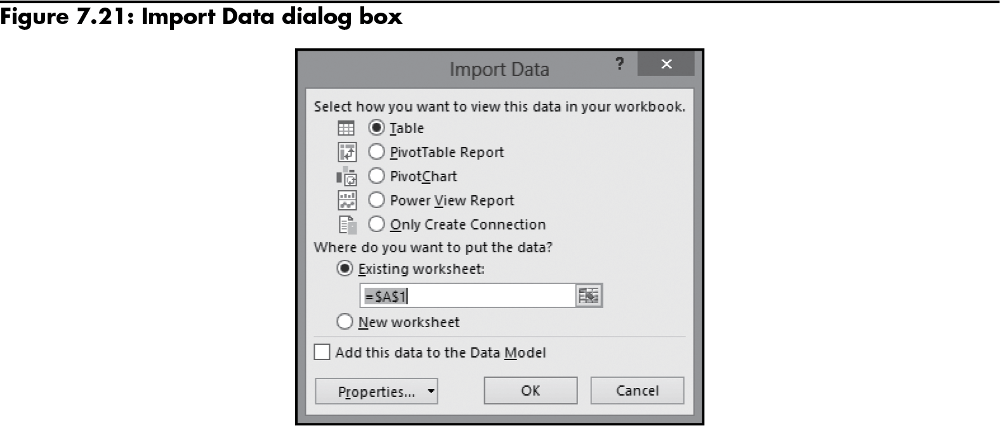 Figure 7.21: Import Data dialog box
Import Data
?
Select how you want to view this data in your workbook.
Table
PivotTable Report
PivotChart
Power View Report
Only Create Connection
Where do you want to put the data?
Existing worksheet:
=$A$1
New worksheet
Add this data to the Data Model
Properties... OK Cancel